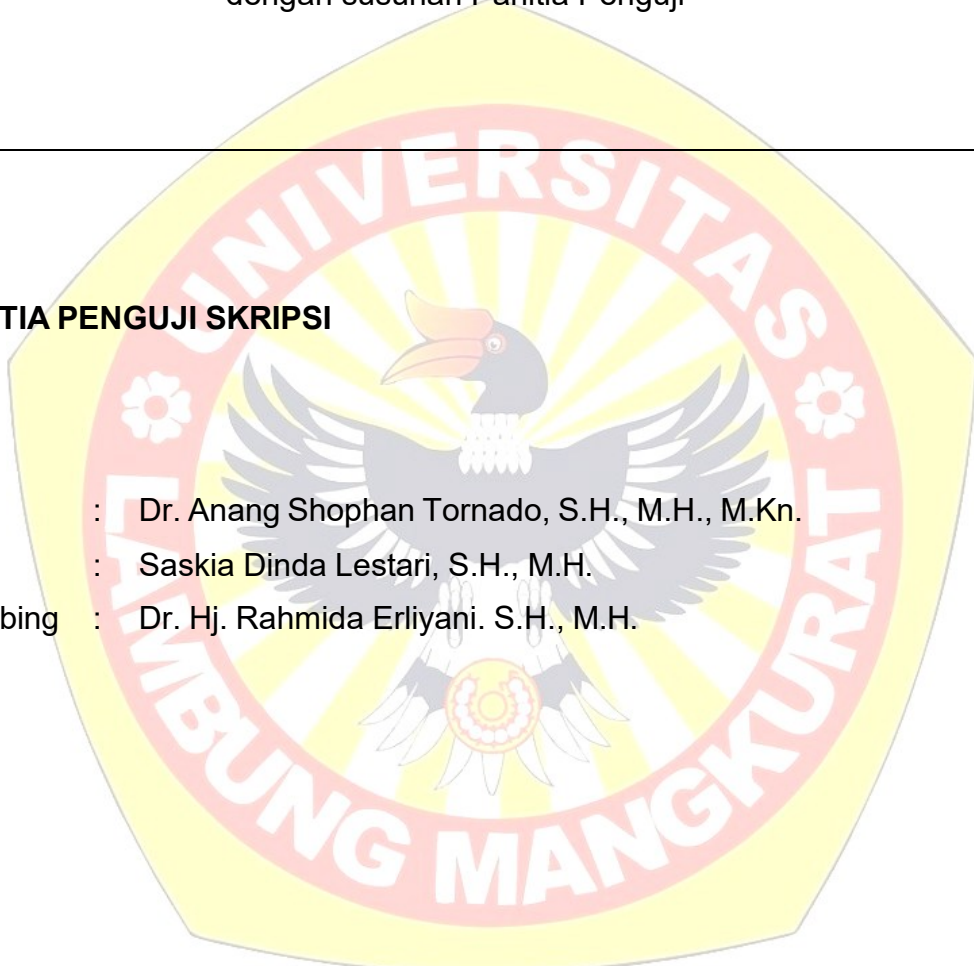 dengan susunan Panitia Penguji
TIA PENGUJI SKRIPSI
: Dr. Anang Shophan Tornado, S.H., M.H., M.Kn.
: Saskia Dinda Lestari, S.H., M.H.
bing : Dr. Hj. Rahmida Erliyani. S.H., M.H.
UNIVERSITAS
LAMBUNG MANGKURAT